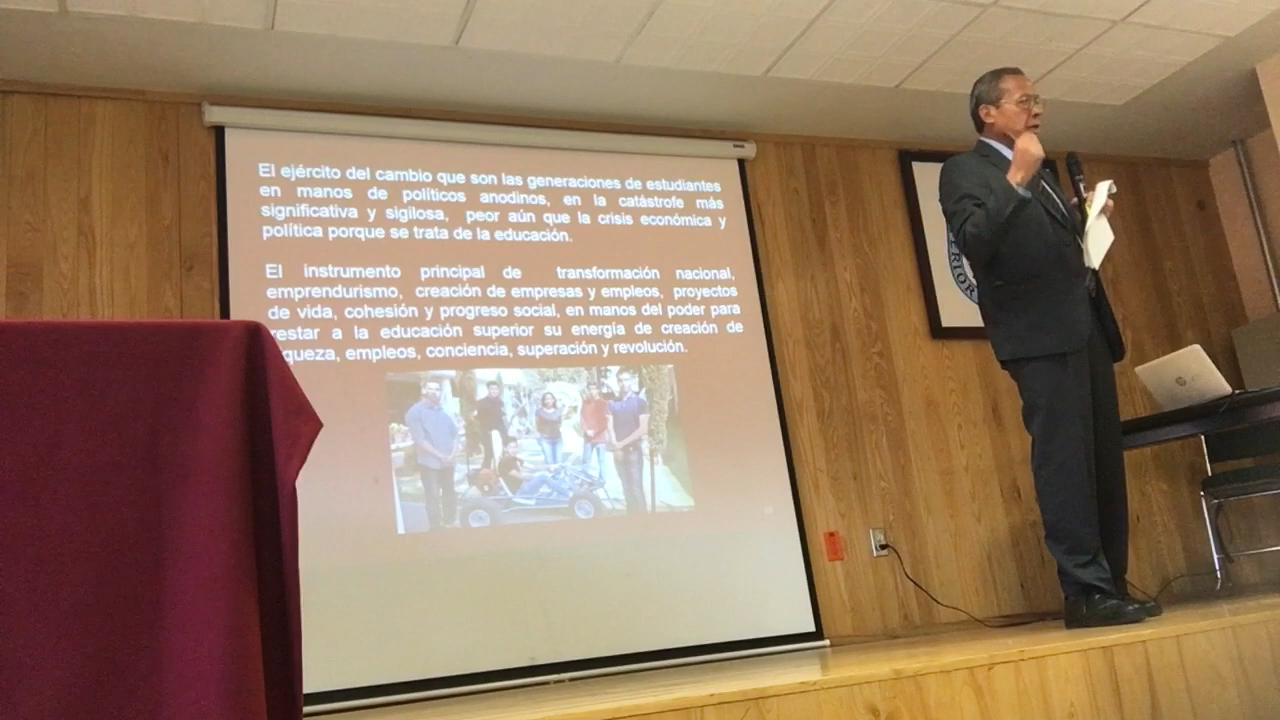 El ejército del cambio que son las generaciones de estudiantes
en manos de políticos anodinos, en la catástrofe más
significativa y sigilosa, peor aún que la crisis económica y
política porque se trata de la educación.
El instrumento principal de transformación nacional,
emprendurismo, creación de empresas y empleos, proyectos
de vida, cohesión y progreso social, en manos del poder para
restar a la educación superior su energía de creación de
queza, empleos, conciencia, superación y revolución.
ERIOR
hp